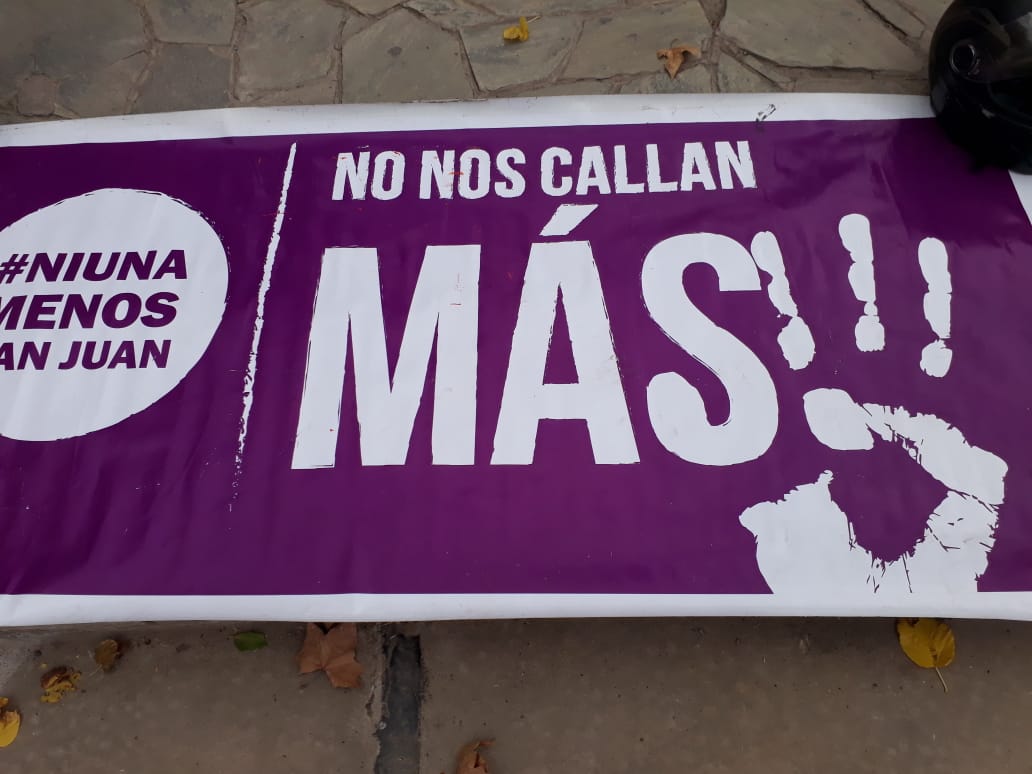 #NIUNA
MENOS
AN JUAN
NO NOS CALLAN
MÁS!!!